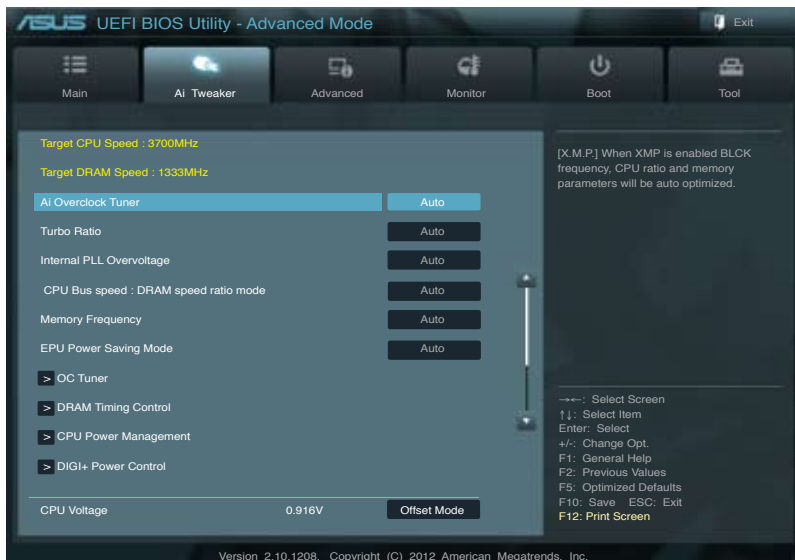 ASUS UEFI BIOS Utility - Advanced Mode
Exit
Main
Ai Tweaker
Advanced
Monitor
Boot
Tool
Target CPU Speed : 3700MHz
Target DRAM Speed : 1333MHz
Ai Overclock Tuner Auto
Turbo Ratio Auto
Internal PLL Overvoltage Auto
CPU Bus speed : DRAM speed ratio mode Auto
Memory Frequency Auto
EPU Power Saving Mode Auto
> OC Tuner
> DRAM Timing Control
> CPU Power Management
> DIGI+ Power Control
CPU Voltage 0.916V Offset Mode
[X.M.P.] When XMP is enabled BLCK
frequency, CPU ratio and memory
parameters will be auto optimized.
→←: Select Screen
↑↓: Select Item
Enter: Select
+/-: Change Opt.
F1: General Help
F2: Previous Values
F5: Optimized Defaults
F10: Save ESC: Exit
F12: Print Screen
Version 2.10.1208. Copyright (C) 2012 American Megatrends, Inc.